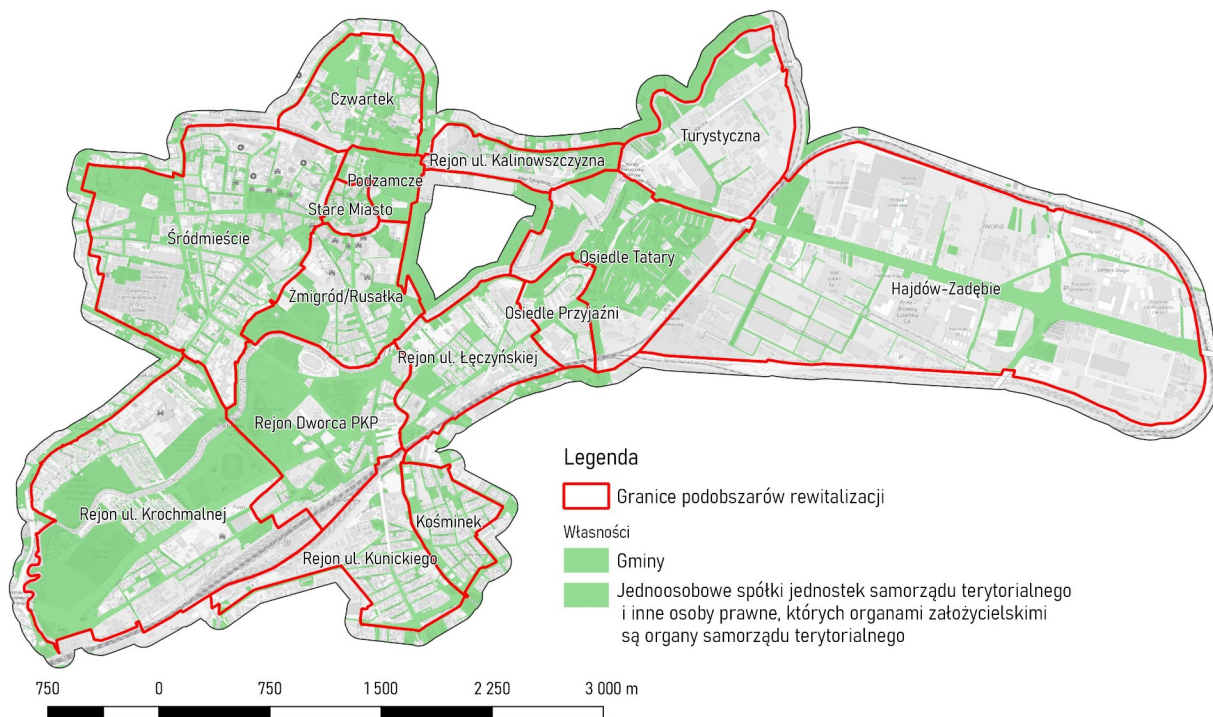 Czwartek
Turystyczna
Rejon ul. Kalinowszczyzna
Podzamcze
Stare Miasto
Śródmieście
Osiedle Tatary
Hajdów-Zadębie
Żmigród/Rusałka
Osiedle Przyjaźni
Rejon ul. Łęczyńskiej
Rejon Dworca PKP
Rejon ul. Krochmalnej
Kośminek
Rejon ul. Kunickiego
Legenda
Granice podobszarów rewitalizacji
Własności
Gminy
Jednoosobowe spółki jednostek samorządu terytorialnego
i inne osoby prawne, których organami założycielskimi
są organy samorządu terytorialnego
750 0 750 1 500 2 250 3 000 m